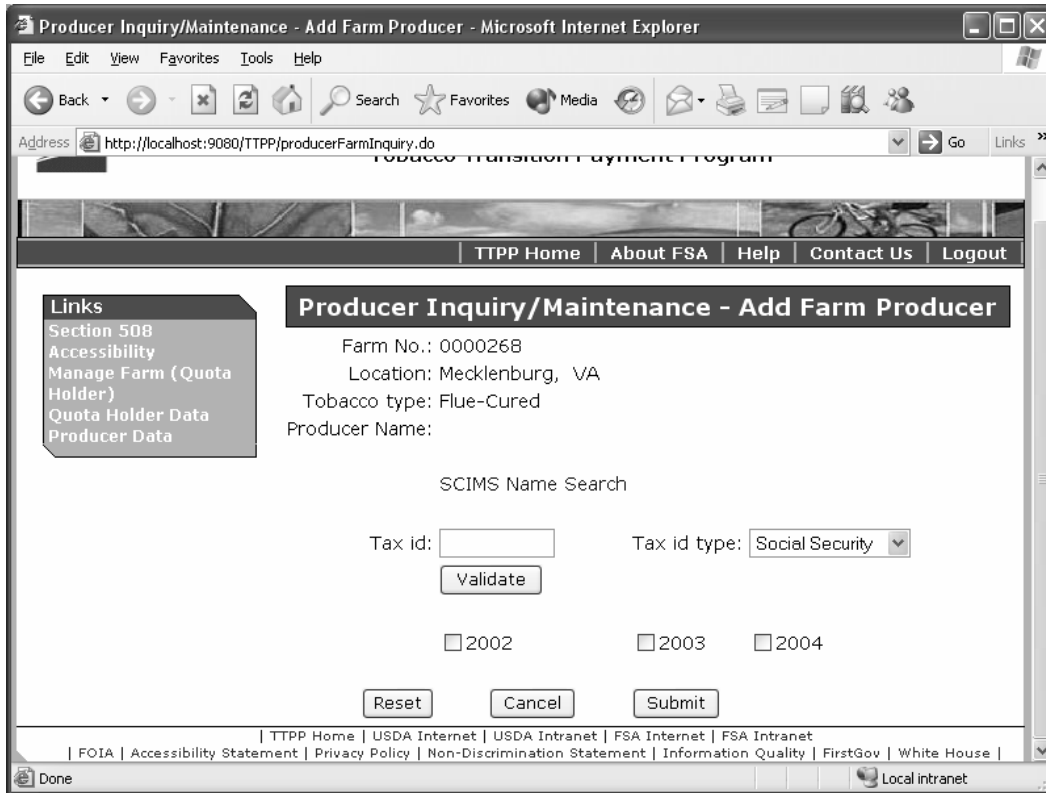 Producer Inquiry/Maintenance - Add Farm Producer - Microsoft Internet Explorer
File Edit View Favorites Tools Help
Back Search Favorites Media
Address http://localhost:9080/TTPP/producerFarmInquiry.do Go Links »
Tobacco Transition Payment Program
| TTPP Home | About FSA | Help | Contact Us | Logout |
Links
Section 508
Accessibility
Manage Farm (Quota
Holder)
Quota Holder Data
Producer Data
Producer Inquiry/Maintenance - Add Farm Producer
Farm No.: 0000268
Location: Mecklenburg, VA
Tobacco type: Flue-Cured
Producer Name:
SCIMS Name Search
Tax id: Tax id type: Social Security
Validate
2002 2003 2004
Reset Cancel Submit
| TTPP Home | USDA Internet | USDA Intranet | FSA Internet | FSA Intranet
| FOIA | Accessibility Statement | Privacy Policy | Non-Discrimination Statement | Information Quality | FirstGov | White House |
Done Local intranet